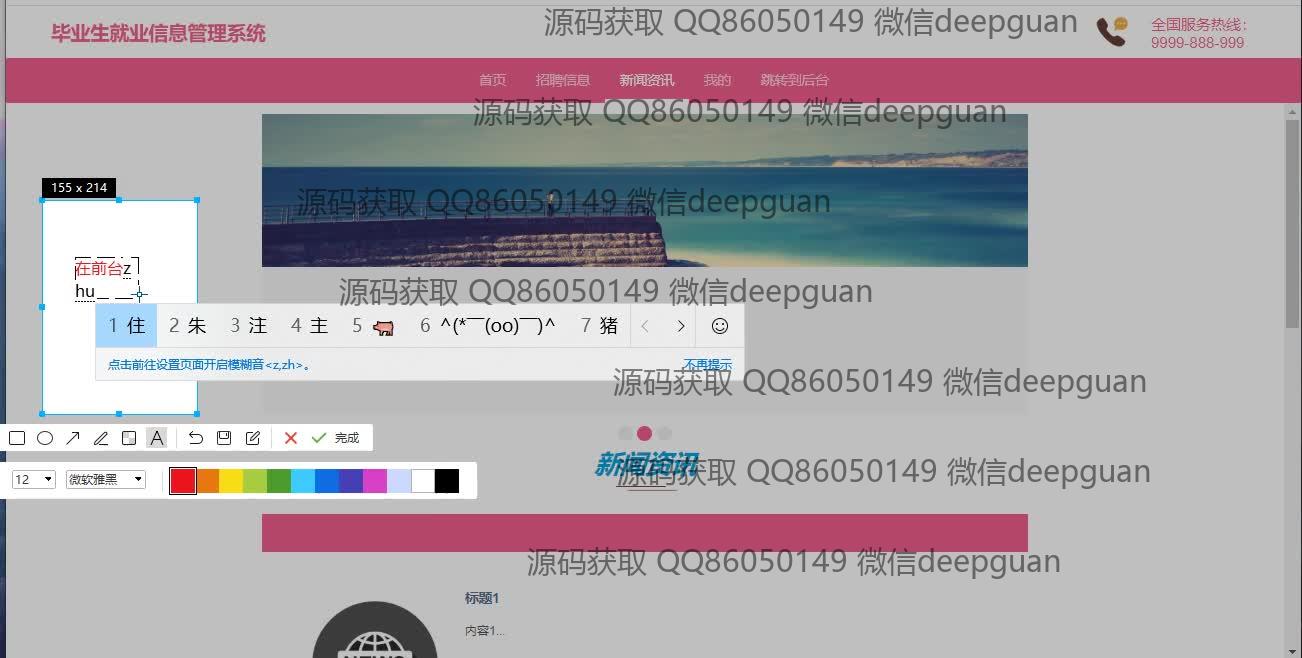 毕业生就业信息管理系统
源码获取 QQ86050149 微信deepguan
全国服务热线：
9999-888-999
首页 招聘信息 新闻资讯 我的 跳转到后台
源码获取 QQ86050149 微信deepguan
155 x 214
源码获取 QQ86050149 微信deepguan
在前台z
hu
源码获取 QQ86050149 微信deepguan
1 住 2 朱 3 注 4 主 5 🐖 6 ^(*￣(oo)￣)^ 7 猪
点击前往设置页面开启模糊音<z,zh>。 不再提示
源码获取 QQ86050149 微信deepguan
A 完成
新闻资讯
源码获取 QQ86050149 微信deepguan
12 微软雅黑
源码获取 QQ86050149 微信deepguan
标题1
内容1...
NEWS